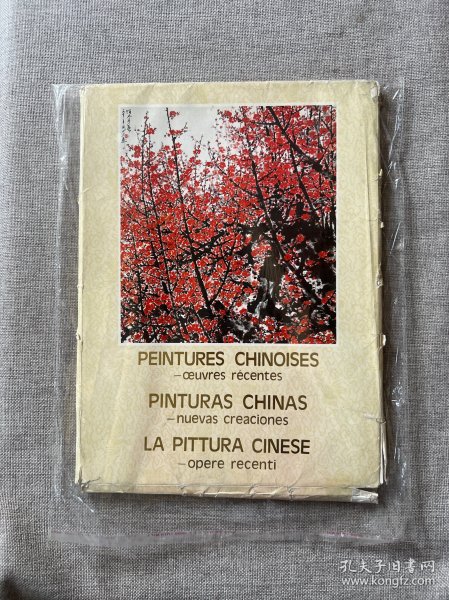 PEINTURES CHINOISES
—œuvres récentes
PINTURAS CHINAS
—nuevas creaciones
LA PITTURA CINESE
—opere recenti
孔夫子旧书网
www.kongfz.com